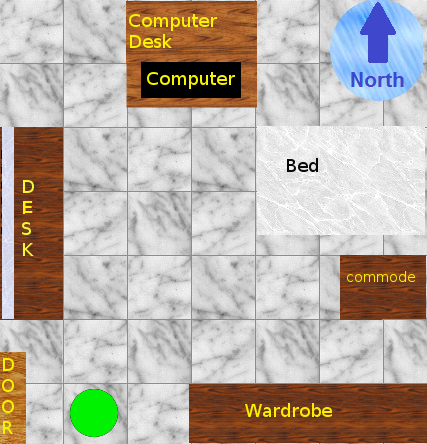 Computer
Desk
Computer
North
Bed
D
E
S
K
commode
D
O
O
R
Wardrobe